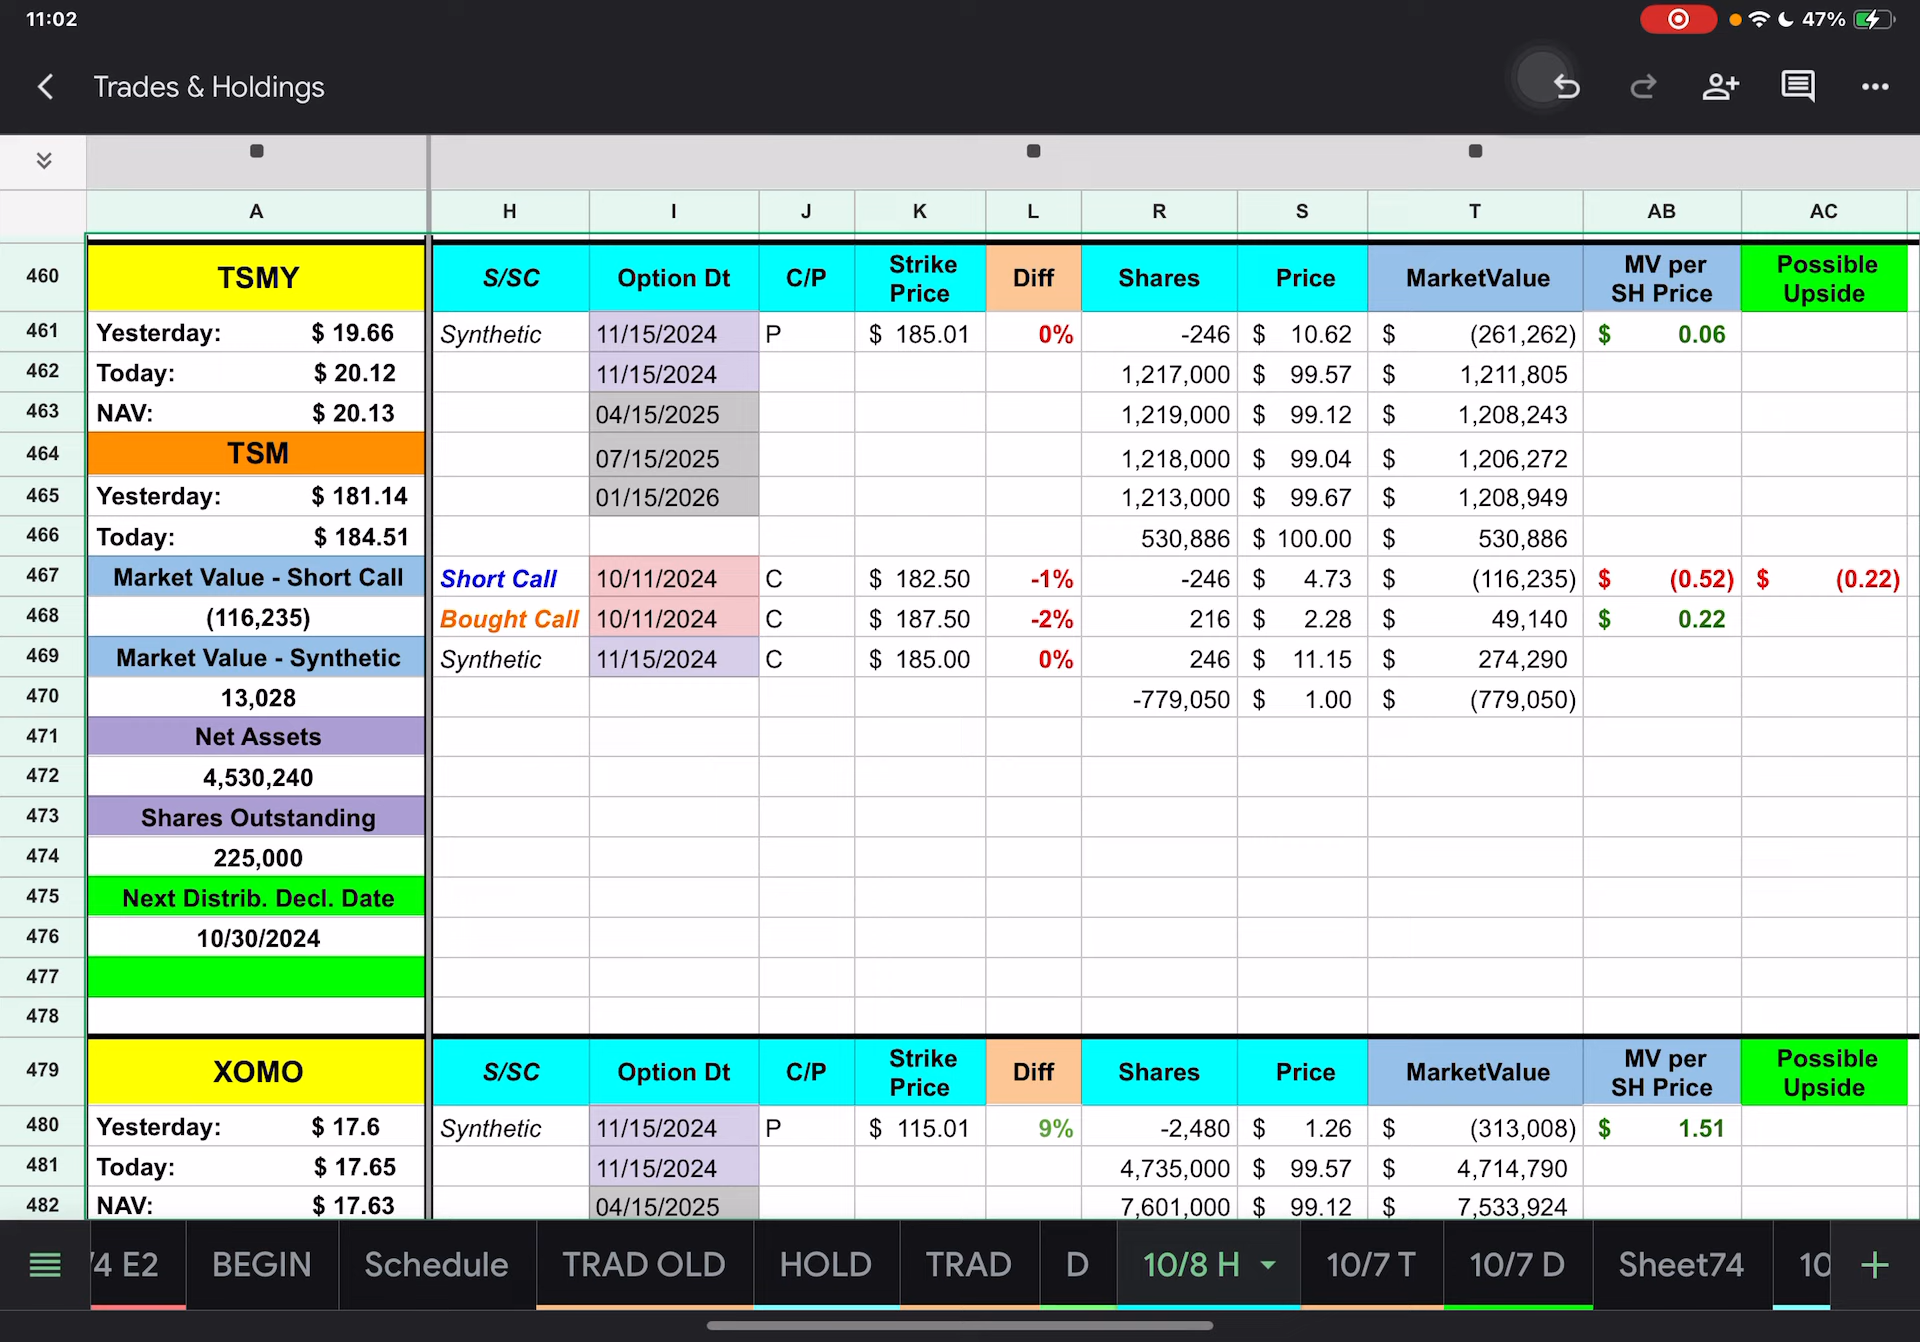 11:02
47%
Trades & Holdings
A H I J K L R S T AB AC
460 TSMY S/SC Option Dt C/P Strike Price Diff Shares Price MarketValue MV per SH Price Possible Upside
461 Yesterday: $ 19.66 Synthetic 11/15/2024 P $ 185.01 0% -246 $ 10.62 $ (261,262) $ 0.06
462 Today: $ 20.12 11/15/2024 1,217,000 $ 99.57 $ 1,211,805
463 NAV: $ 20.13 04/15/2025 1,219,000 $ 99.12 $ 1,208,243
464 TSM 07/15/2025 1,218,000 $ 99.04 $ 1,206,272
465 Yesterday: $ 181.14 01/15/2026 1,213,000 $ 99.67 $ 1,208,949
466 Today: $ 184.51 530,886 $ 100.00 $ 530,886
467 Market Value - Short Call Short Call 10/11/2024 C $ 182.50 -1% -246 $ 4.73 $ (116,235) $ (0.52) $ (0.22)
468 (116,235) Bought Call 10/11/2024 C $ 187.50 -2% 216 $ 2.28 $ 49,140 $ 0.22
469 Market Value - Synthetic Synthetic 11/15/2024 C $ 185.00 0% 246 $ 11.15 $ 274,290
470 13,028 -779,050 $ 1.00 $ (779,050)
471 Net Assets
472 4,530,240
473 Shares Outstanding
474 225,000
475 Next Distrib. Decl. Date
476 10/30/2024
477
478
479 XOMO S/SC Option Dt C/P Strike Price Diff Shares Price MarketValue MV per SH Price Possible Upside
480 Yesterday: $ 17.6 Synthetic 11/15/2024 P $ 115.01 9% -2,480 $ 1.26 $ (313,008) $ 1.51
481 Today: $ 17.65 11/15/2024 4,735,000 $ 99.57 $ 4,714,790
482 NAV: $ 17.63 04/15/2025 7,601,000 $ 99.12 $ 7,533,924
/4 E2 BEGIN Schedule TRAD OLD HOLD TRAD D 10/8 H 10/7 T 10/7 D Sheet74 10